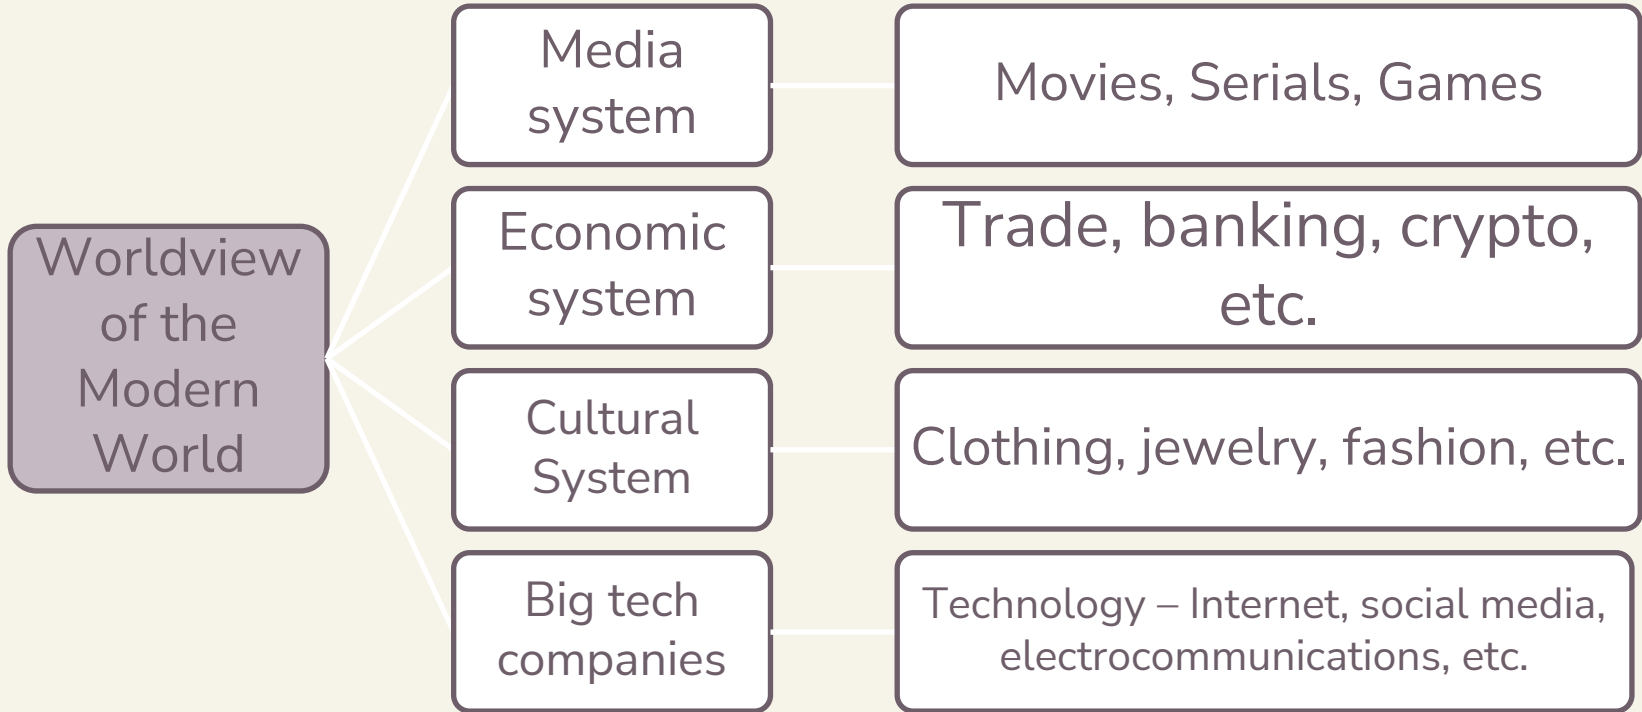 Worldview
of the
Modern
World
Media
system
Movies, Serials, Games
Economic
system
Trade, banking, crypto,
etc.
Cultural
System
Clothing, jewelry, fashion, etc.
Big tech
companies
Technology – Internet, social media,
electrocommunications, etc.